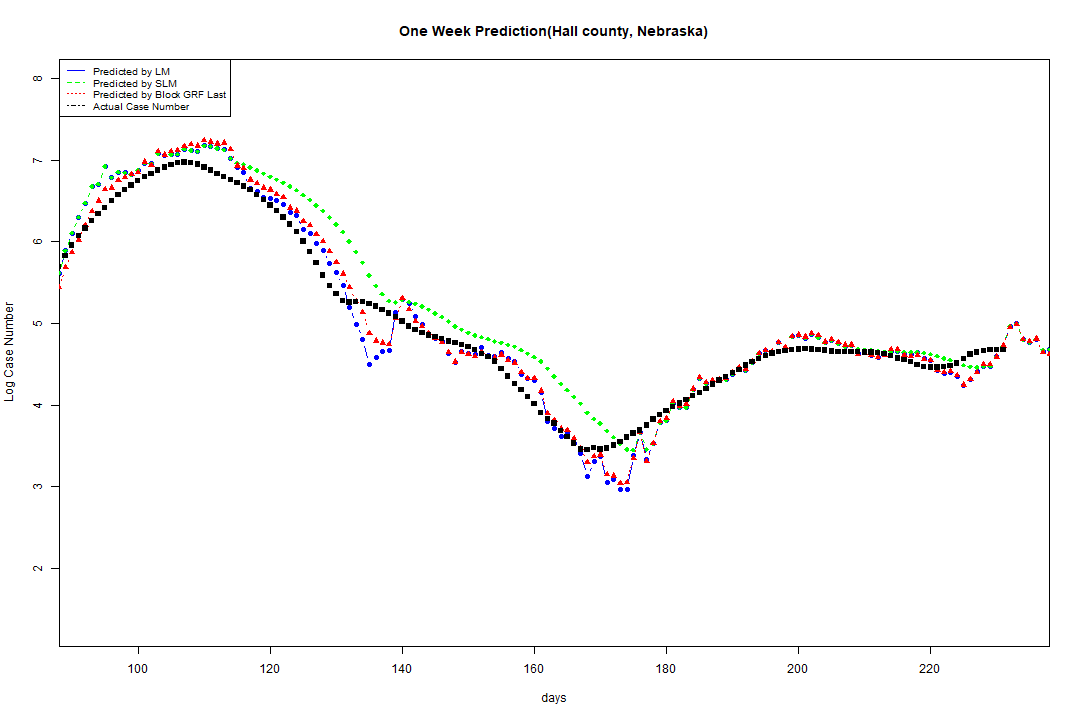 One Week Prediction(Hall county, Nebraska)
Predicted by LM
Predicted by SLM
Predicted by Block GRF Last
Actual Case Number
8
7
6
5
4
3
2
Log Case Number
100 120 140 160 180 200 220
days